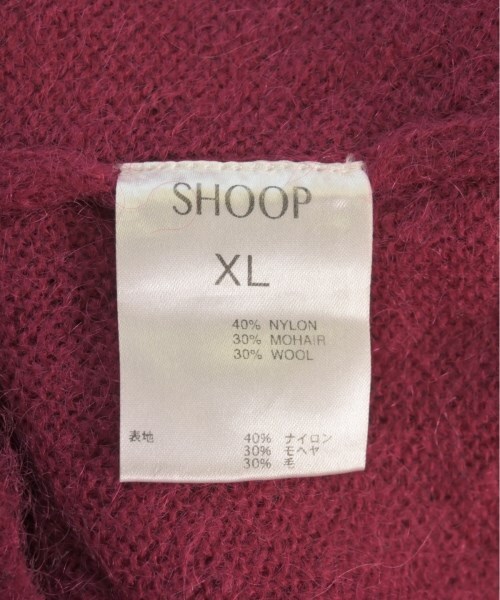 SHOOP
XL
40% NYLON
30% MOHAIR
30% WOOL
表地 40% ナイロン
30% モヘヤ
30% 毛